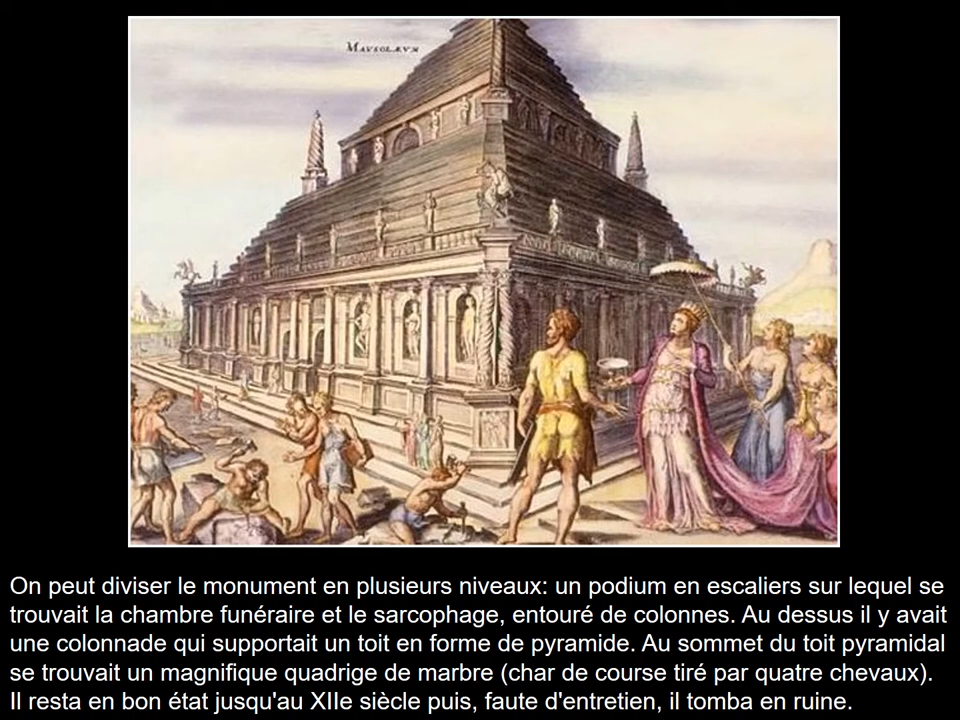 MAUSOLÆUM
On peut diviser le monument en plusieurs niveaux: un podium en escaliers sur lequel se
trouvait la chambre funéraire et le sarcophage, entouré de colonnes. Au dessus il y avait
une colonnade qui supportait un toit en forme de pyramide. Au sommet du toit pyramidal
se trouvait un magnifique quadrige de marbre (char de course tiré par quatre chevaux).
Il resta en bon état jusqu'au XIIe siècle puis, faute d'entretien, il tomba en ruine.